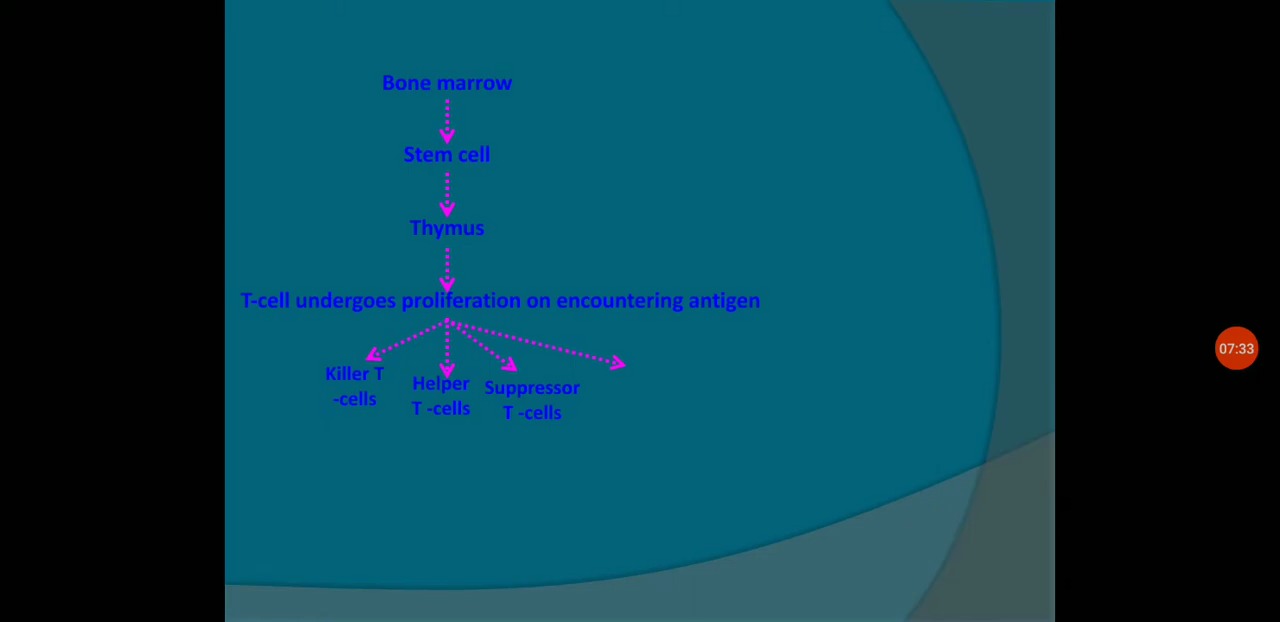 Bone marrow
Stem cell
Thymus
T-cell undergoes proliferation on encountering antigen
Killer T
-cells
Helper
T -cells
Suppressor
T -cells
07:33